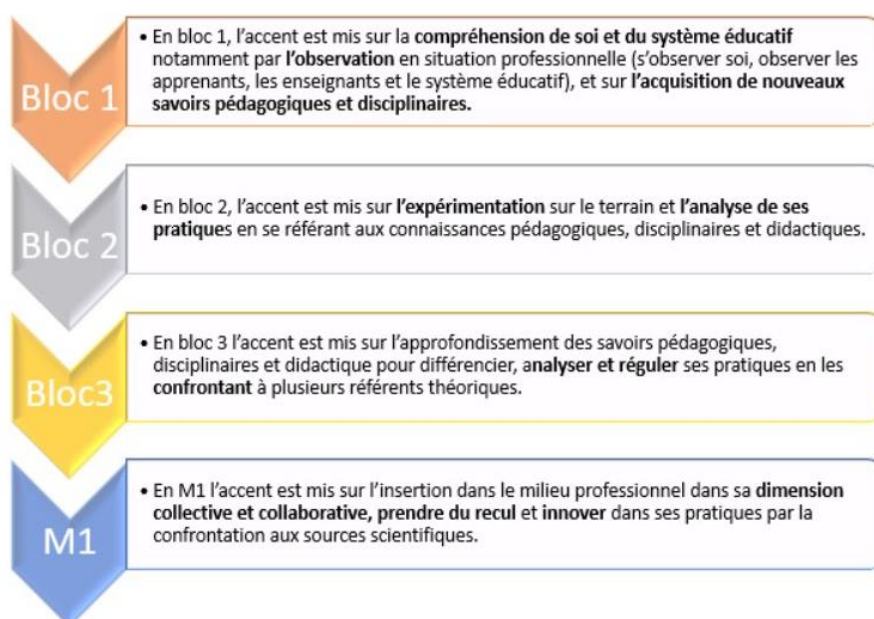 Bloc 1
• En bloc 1, l'accent est mis sur la compréhension de soi et du système éducatif
notamment par l'observation en situation professionnelle (s'observer soi, observer les
apprenants, les enseignants et le système éducatif), et sur l'acquisition de nouveaux
savoirs pédagogiques et disciplinaires.
Bloc 2
• En bloc 2, l'accent est mis sur l'expérimentation sur le terrain et l'analyse de ses
pratiques en se référant aux connaissances pédagogiques, disciplinaires et didactiques.
Bloc3
• En bloc 3 l'accent est mis sur l'approfondissement des savoirs pédagogiques,
disciplinaires et didactique pour différencier, analyser et réguler ses pratiques en les
confrontant à plusieurs référents théoriques.
M1
• En M1 l'accent est mis sur l'insertion dans le milieu professionnel dans sa dimension
collective et collaborative, prendre du recul et innover dans ses pratiques par la
confrontation aux sources scientifiques.